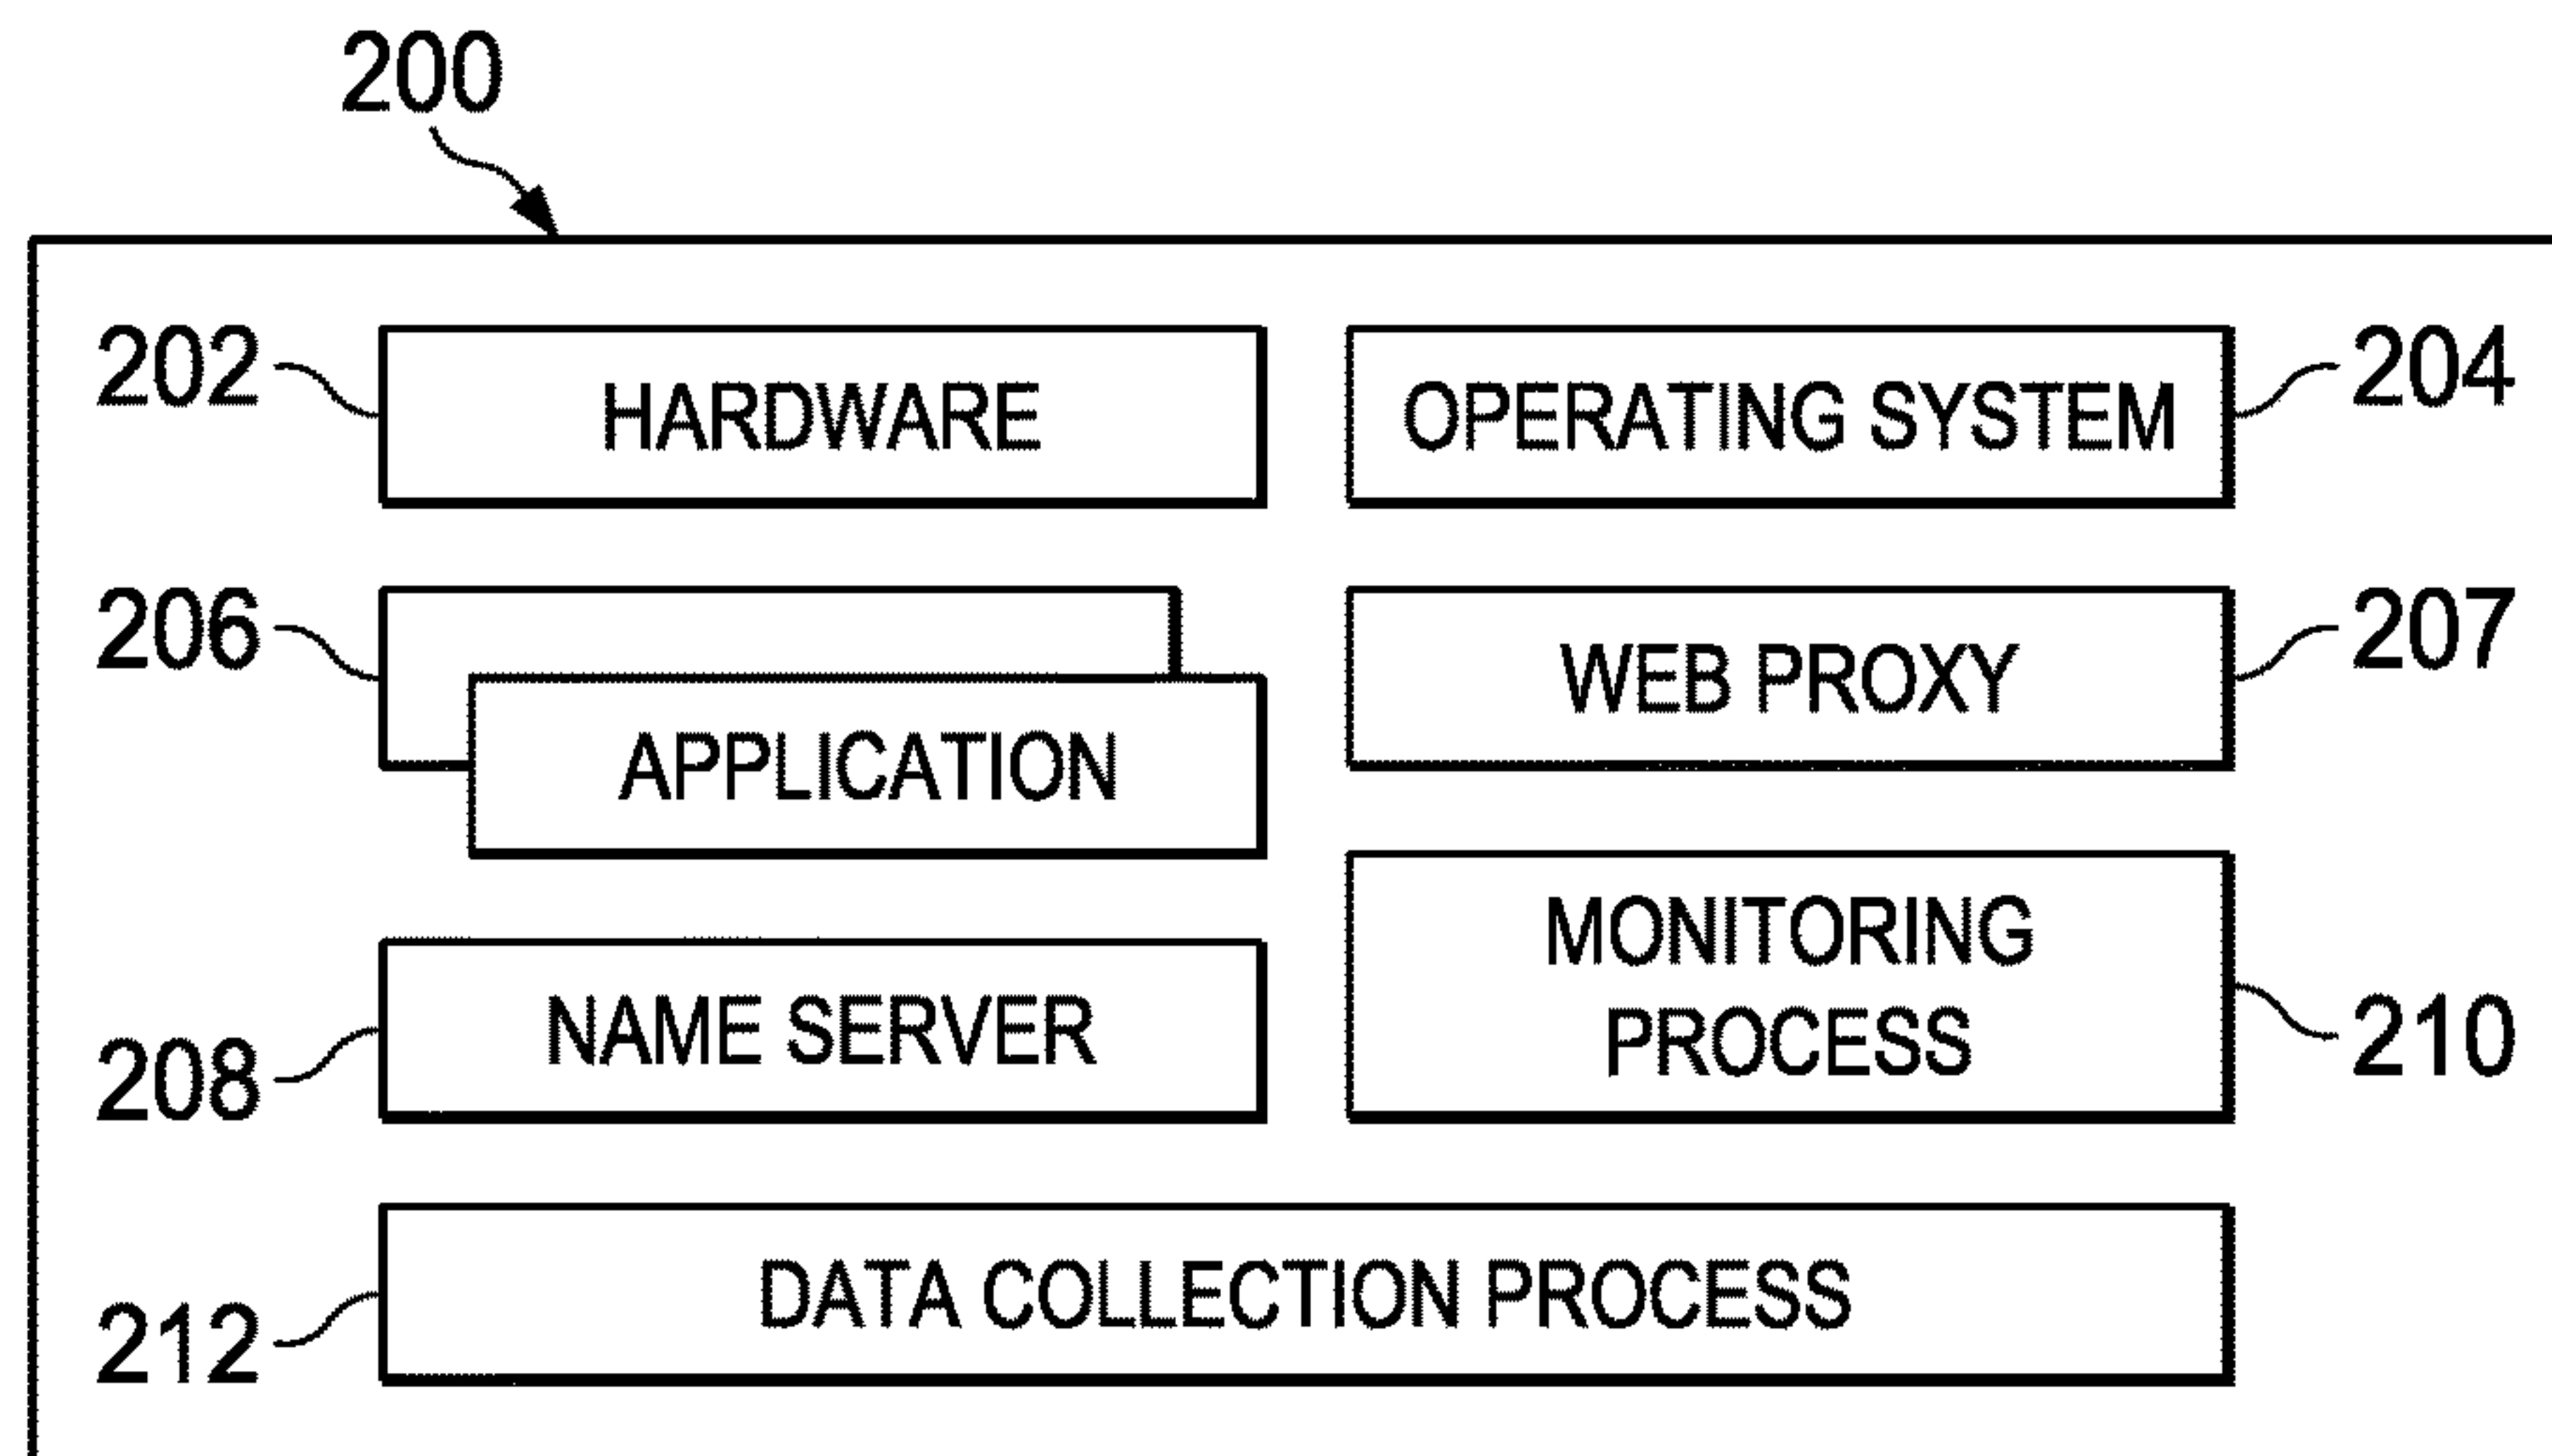 200
202 HARDWARE OPERATING SYSTEM 204
206 APPLICATION WEB PROXY 207
208 NAME SERVER MONITORING
PROCESS 210
212 DATA COLLECTION PROCESS